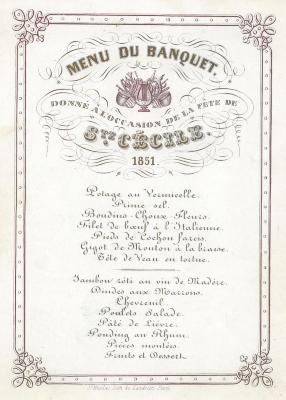 MENU DU BANQUET.
DONNÉ À L'OCCASION DE LA FÊTE DE
STE CÉCILE.
1851.
Potage au Vermicelle.
Prime sel.
Boudins-Choux Fleurs.
Filet de bœuf à l'Italienne.
Pieds de Cochon farcis.
Gigot de Mouton à la braise.
Tête de Veau en tortue.
Jambon rôti au vin de Madère.
Dindes aux Marrons.
Chevreuil.
Poulets Salade.
Pâté de Lièvre.
Pouding au Rhum.
Pièces montées.
Fruits et Dessert.